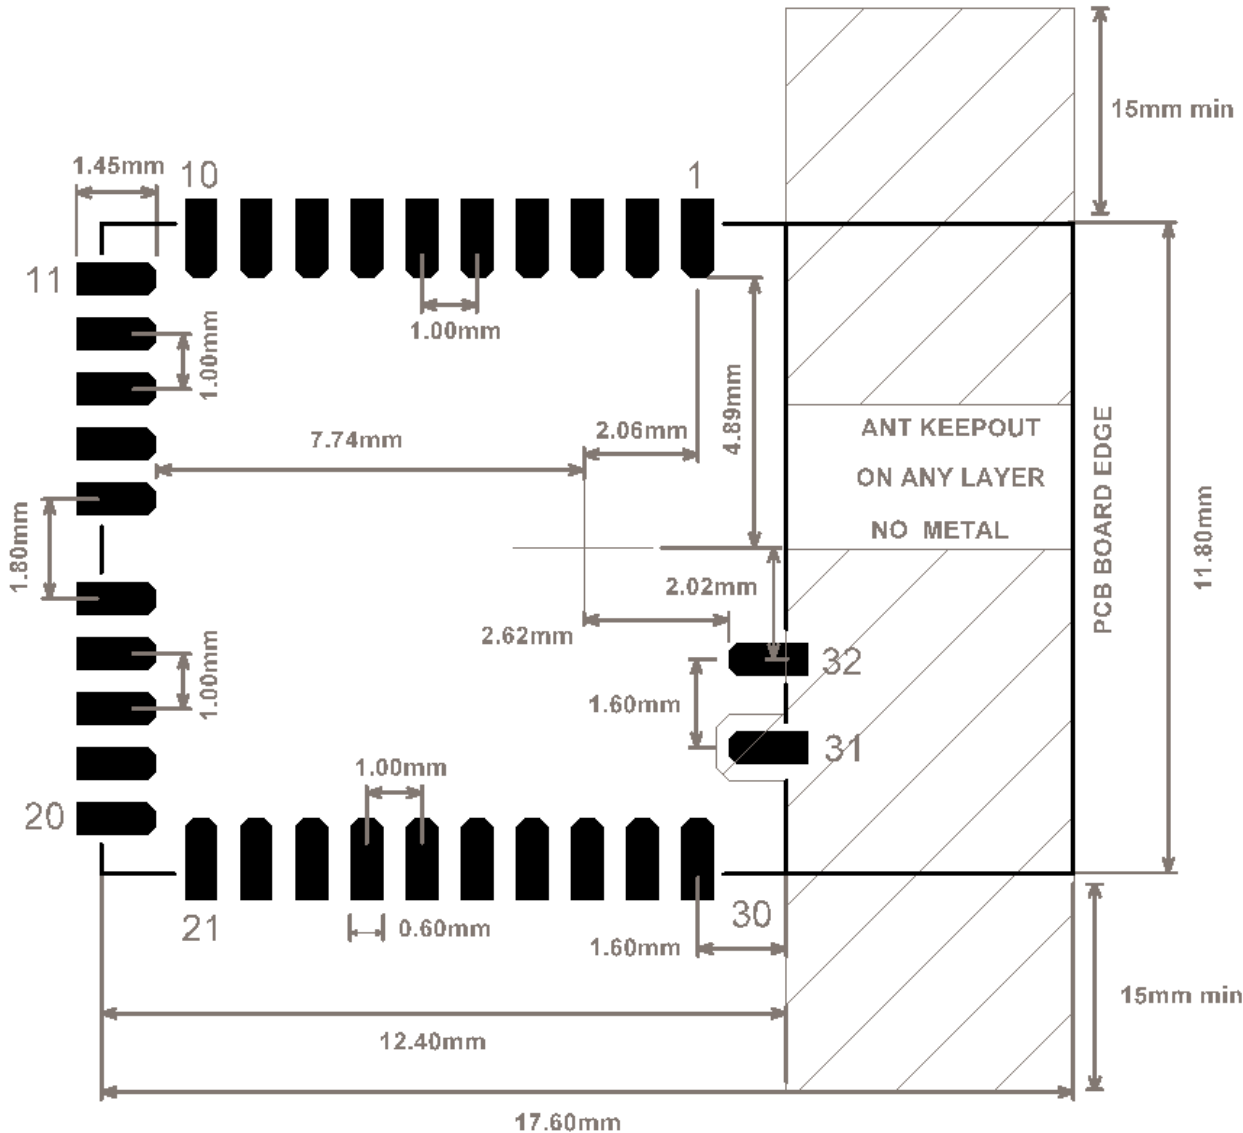 15mm min
1.45mm
10
1
11
1.00mm
1.00mm
4.89mm
ANT KEEPOUT
2.06mm
7.74mm
ON ANY LAYER
NO METAL
PCB BOARD EDGE
11.80mm
1.80mm
2.02mm
2.62mm
32
1.00mm
1.60mm
31
1.00mm
20
21
0.60mm
30
1.60mm
15mm min
12.40mm
17.60mm